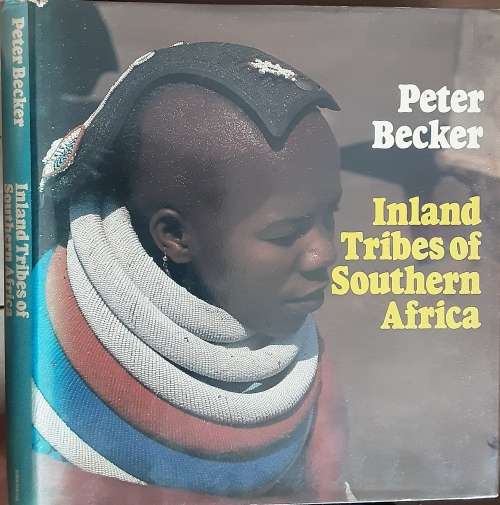 Peter Becker
Inland Tribes of
Southern Africa
Peter
Becker
Inland
Tribes of
Southern
Africa